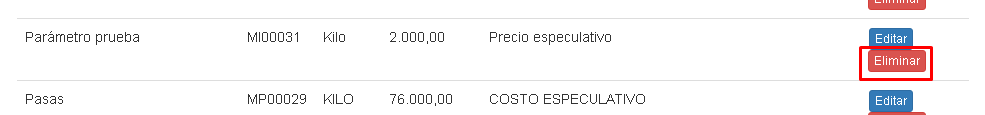 Eliminar
Parámetro prueba MI00031 Kilo 2.000,00 Precio especulativo Editar
Eliminar
Pasas MP00029 KILO 76.000,00 COSTO ESPECULATIVO Editar